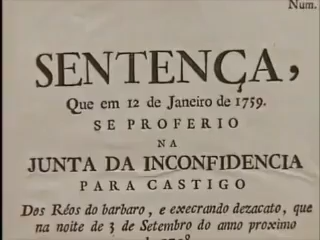 Num.
SENTENÇA,
Que em 12 de Janeiro de 1759.
SE PROFERIO
NA
JUNTA DA INCONFIDENCIA
PARA CASTIGO
Dos Réos do barbaro, e execrando dezacato, que
na noite de 3 de Setembro do anno proximo